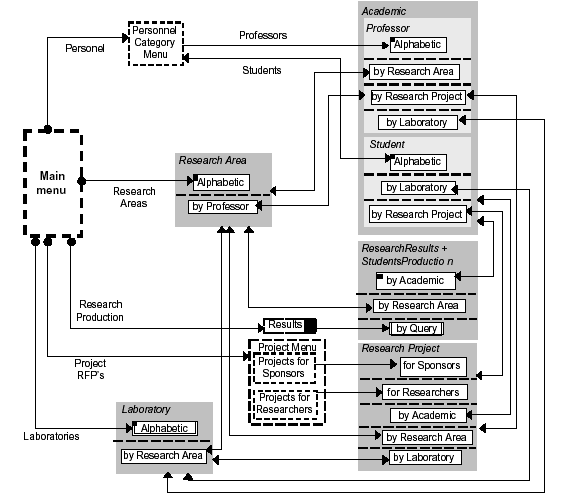 Personnel
Category
Menu
Personel
Professors
Students
Academic
Professor
Alphabetic
by Research Area
by Research Project
by Laboratory
Student
Alphabetic
by Laboratory
by Research Project
Main
menu
Research
Areas
Research Area
Alphabetic
by Professor
ResearchResults +
StudentsProductio n
by Academic
by Research Area
by Query
Research
Production
Results
Project
RFP's
Project Menu
Projects for
Sponsors
Projects for
Researchers
Research Project
for Sponsors
for Researchers
by Academic
by Research Area
by Laboratory
Laboratories
Laboratory
Alphabetic
by Research Area